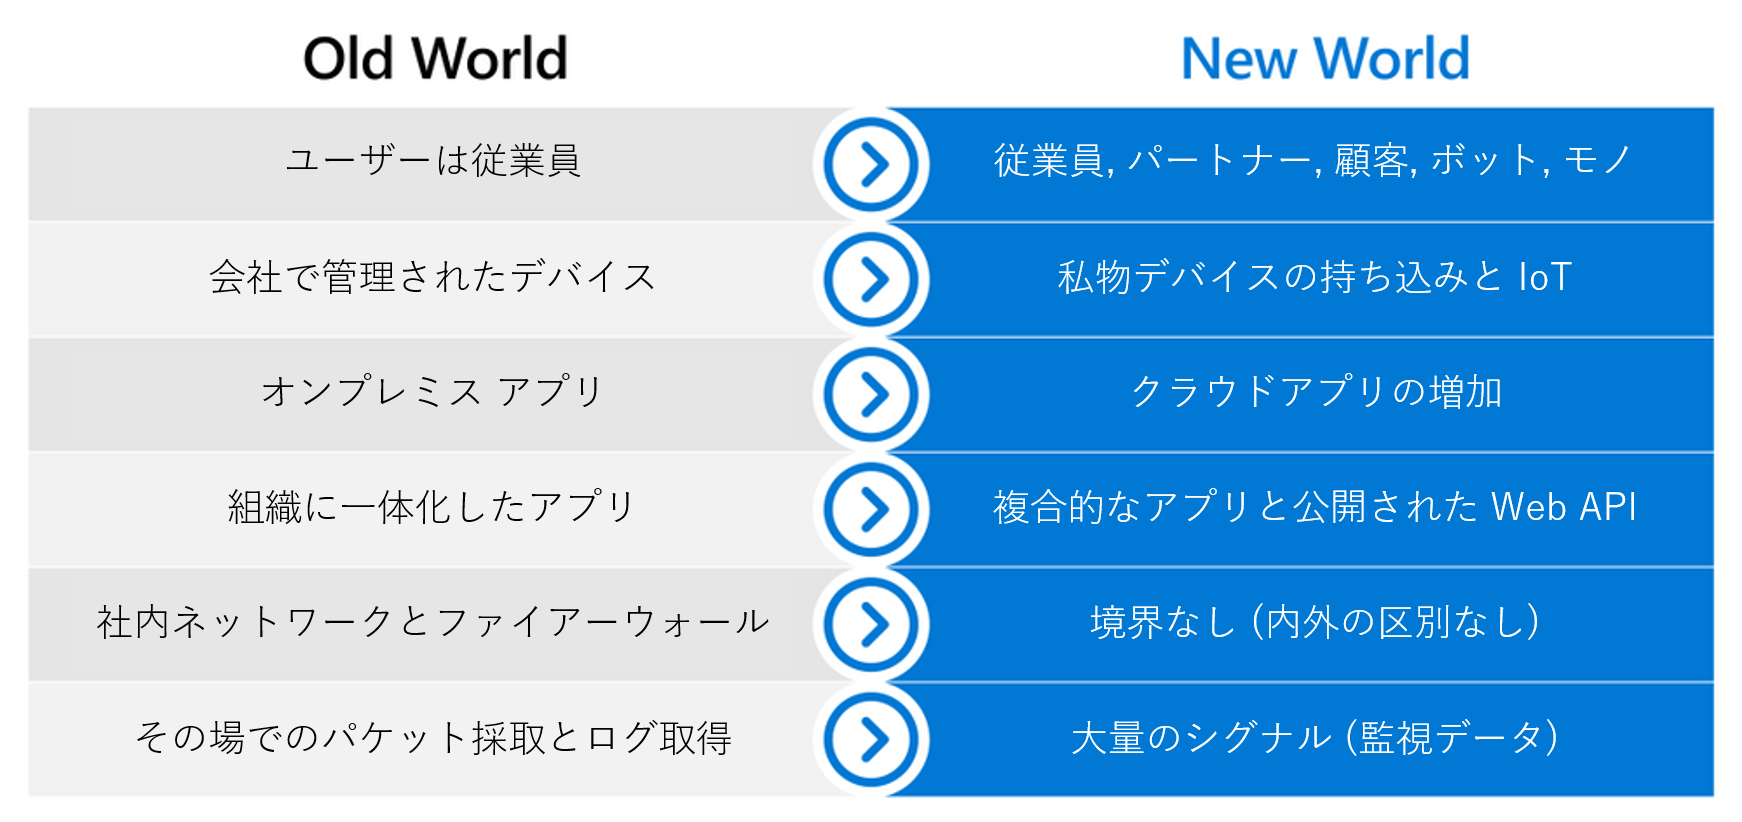 Old World
New World
ユーザーは従業員
従業員, パートナー, 顧客, ボット, モノ
会社で管理されたデバイス
私物デバイスの持ち込みと IoT
オンプレミス アプリ
クラウドアプリの増加
組織に一体化したアプリ
複合的なアプリと公開された Web API
社内ネットワークとファイアーウォール
境界なし (内外の区別なし)
その場でのパケット採取とログ取得
大量のシグナル (監視データ)